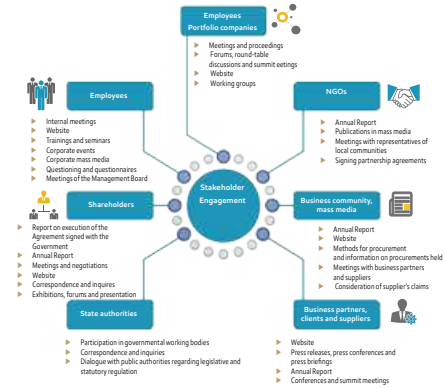 Employees
Portfolio companies
Meetings and proceedings
Forums, round-table
discussions and summit eetings
Website
Working groups
Employees
Internal meetings
Website
Trainings and seminars
Corporate events
Corporate mass media
Questioning and questionnaires
Meetings of the Management Board
NGOs
Annual Report
Publications in mass media
Meetings with representatives of
local communities
Signing partnership agreements
Stakeholder
Engagement
Shareholders
Report on execution of the
Agreement signed with the
Government
Annual Report
Meetings and negotiations
Website
Correspondence and inquires
Exhibitions, forums and presentation
Business community,
mass media
Annual Report
Website
Methods for procurement
and information on procurements held
Meetings with business partners
and suppliers
Consideration of supplier's claims
State authorities
Participation in governmental working bodies
Correspondence and inquiries
Dialogue with public authorities regarding legislative and
statutory regulation
Business partners,
clients and suppliers
Website
Press releases, press conferences and
press briefings
Annual Report
Conferences and summit meetings